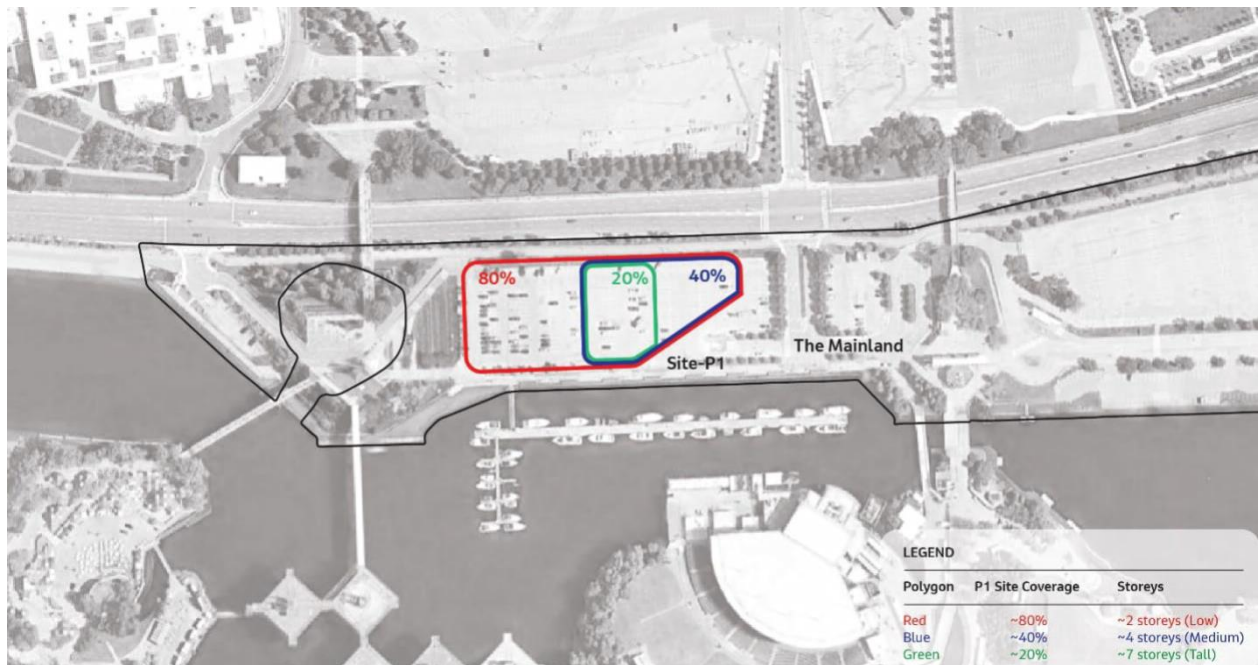 80%
20%
40%
Site-P1
The Mainland
LEGEND
Polygon P1 Site Coverage Storeys
Red ~80% ~2 storeys (Low)
Blue ~40% ~4 storeys (Medium)
Green ~20% ~7 storeys (Tall)